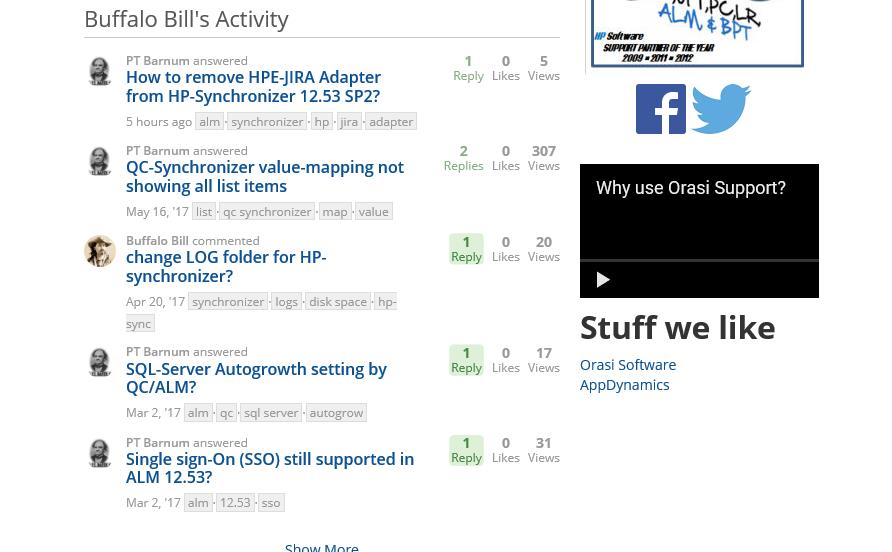 Buffalo Bill's Activity
PT Barnum answered
How to remove HPE-JIRA Adapter
from HP-Synchronizer 12.53 SP2?
5 hours ago alm · synchronizer · hp · jira · adapter
1 Reply 0 Likes 5 Views
PT Barnum answered
QC-Synchronizer value-mapping not
showing all list items
May 16, '17 list · qc synchronizer · map · value
2 Replies 0 Likes 307 Views
Buffalo Bill commented
change LOG folder for HP-
synchronizer?
Apr 20, '17 synchronizer · logs · disk space · hp-
sync
1 Reply 0 Likes 20 Views
PT Barnum answered
SQL-Server Autogrowth setting by
QC/ALM?
Mar 2, '17 alm · qc · sql server · autogrow
1 Reply 0 Likes 17 Views
PT Barnum answered
Single sign-On (SSO) still supported in
ALM 12.53?
Mar 2, '17 alm · 12.53 · sso
1 Reply 0 Likes 31 Views
Show More
ALM & BPT
HP Software
SUPPORT PARTNER OF THE YEAR
2009 • 2011 • 2012
Why use Orasi Support?
Stuff we like
Orasi Software
AppDynamics